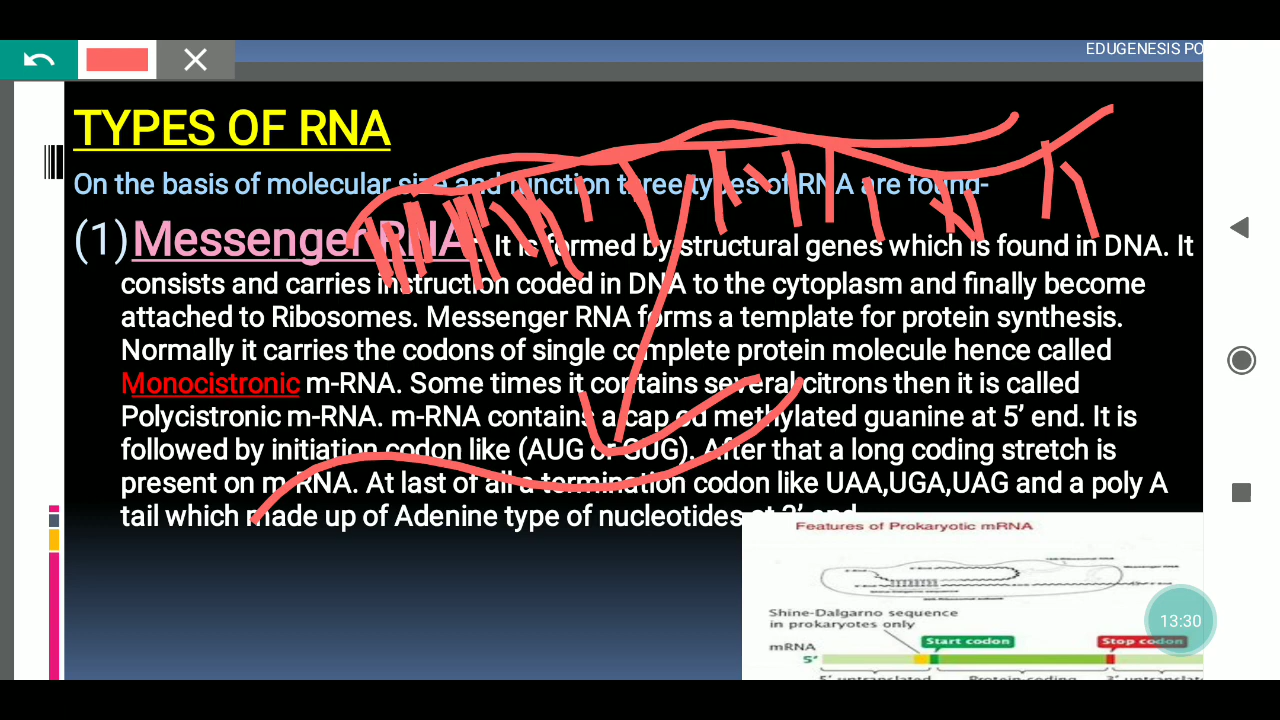 EDUGENESIS PO
TYPES OF RNA
On the basis of molecular size and function three types of RNA are found-
(1) Messenger RNA- It is formed by structural genes which is found in DNA. It
consists and carries instruction coded in DNA to the cytoplasm and finally become
attached to Ribosomes. Messenger RNA forms a template for protein synthesis.
Normally it carries the codons of single complete protein molecule hence called
Monocistronic m-RNA. Some times it contains several citrons then it is called
Polycistronic m-RNA. m-RNA contains a cap od methylated guanine at 5’ end. It is
followed by initiation codon like (AUG or GUG). After that a long coding stretch is
present on m-RNA. At last of all a termination codon like UAA,UGA,UAG and a poly A
tail which made up of Adenine type of nucleotides at 3’ end
Features of Prokaryotic mRNA
Shine-Dalgarno sequence
in prokaryotes only
Start codon
Stop codon
mRNA
5’
5’ untranslated
Protein-coding
3’ untranslate
13:30